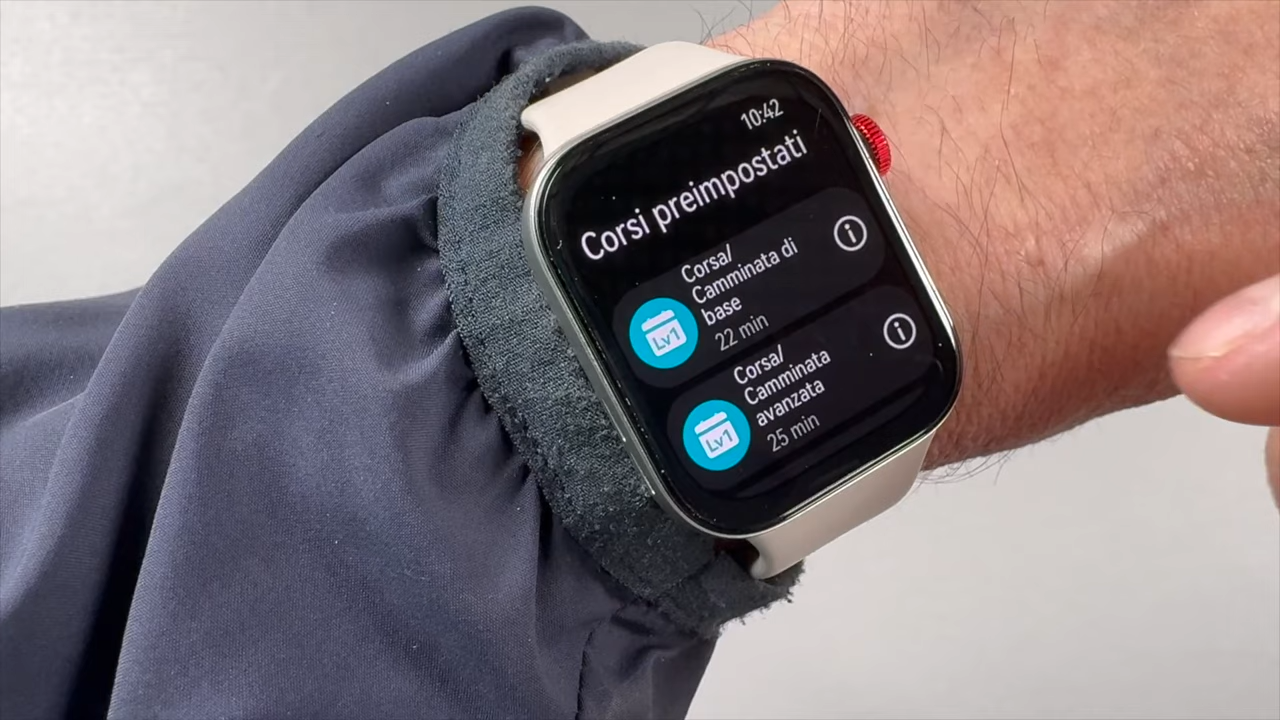 10:42
Corsi preimpostati
Corsa/
Camminata di
base
22 min
Lv1
Corsa/
Camminata
avanzata
25 min
Lv1